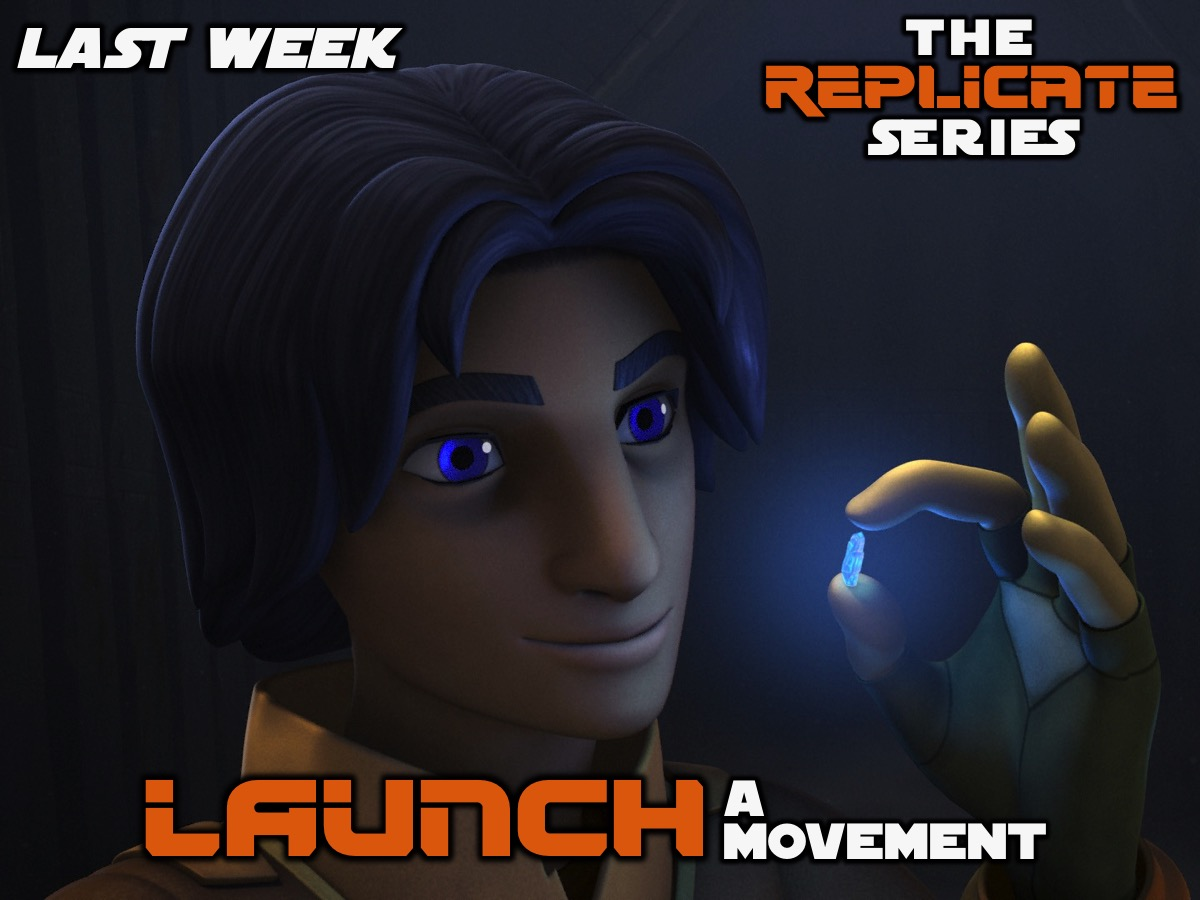 LAST WEEK
THE
REPLiCATE
SERIES
LAUNCH
A
MOVEMENT